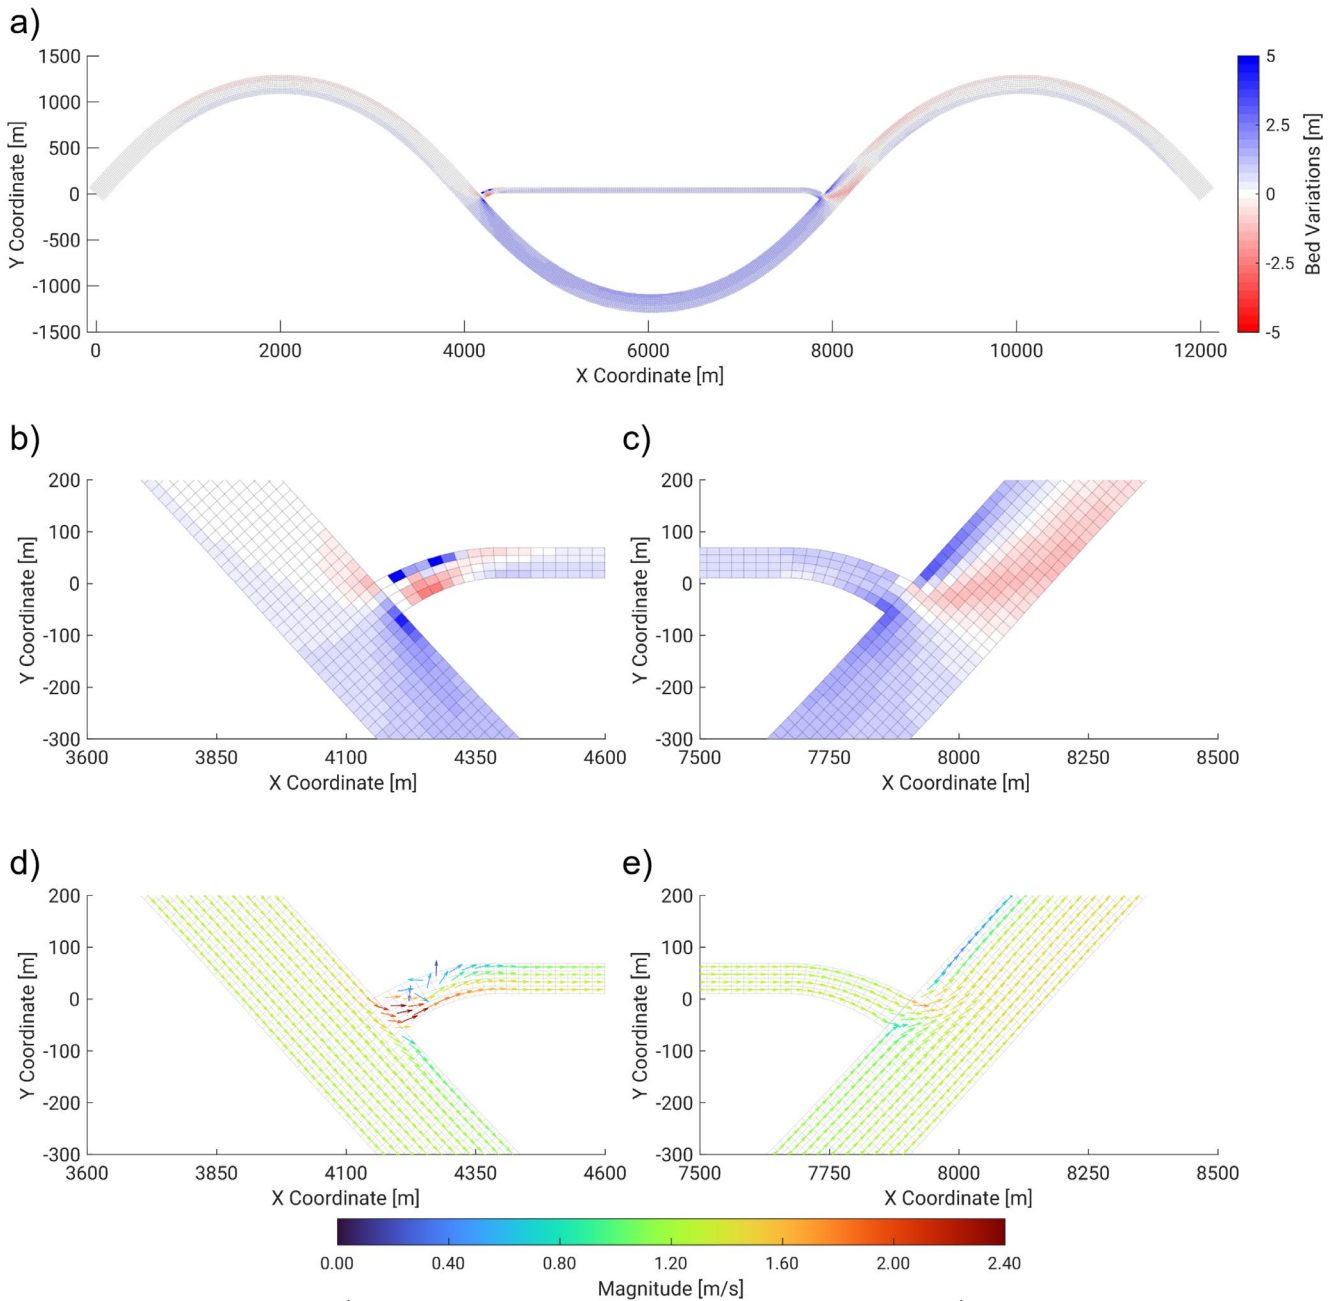 a)
1500
1000
500
0
-500
-1000
-1500
Y Coordinate [m]
0 2000 4000 6000 8000 10000 12000
X Coordinate [m]
5
2.5
0
-2.5
-5
Bed Variations [m]
b)
200
100
0
-100
-200
-300
Y Coordinate [m]
3600 3850 4100 4350 4600
X Coordinate [m]
c)
200
100
0
-100
-200
-300
Y Coordinate [m]
7500 7750 8000 8250 8500
X Coordinate [m]
d)
200
100
0
-100
-200
-300
Y Coordinate [m]
3600 3850 4100 4350 4600
X Coordinate [m]
e)
200
100
0
-100
-200
-300
Y Coordinate [m]
7500 7750 8000 8250 8500
X Coordinate [m]
0.00 0.40 0.80 1.20 1.60 2.00 2.40
Magnitude [m/s]